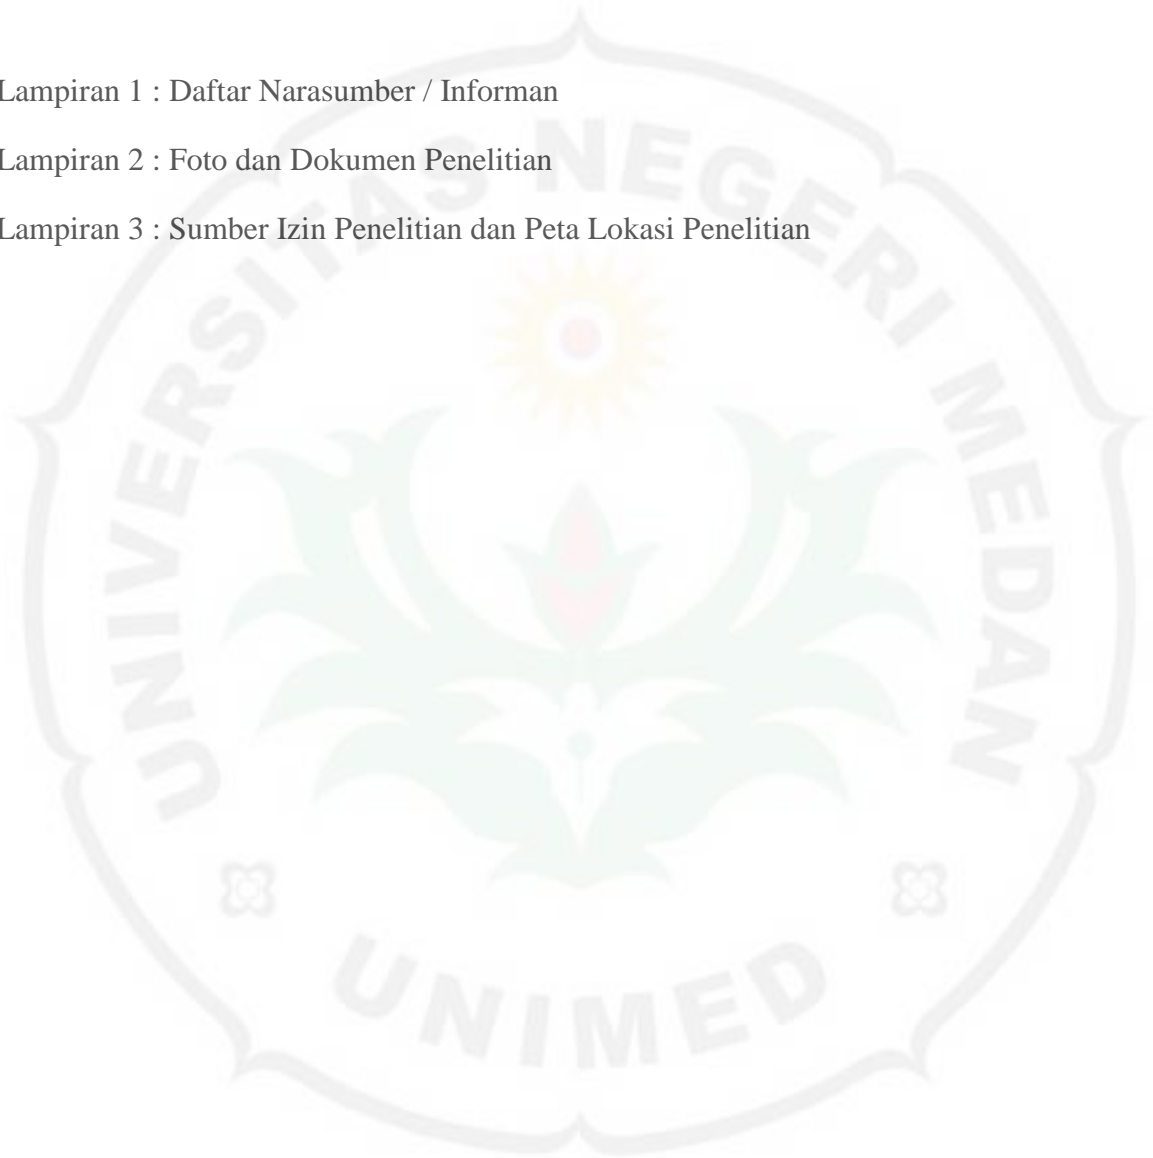 Lampiran 1 : Daftar Narasumber / Informan
Lampiran 2 : Foto dan Dokumen Penelitian
Lampiran 3 : Sumber Izin Penelitian dan Peta Lokasi Penelitian
UNIVERSITAS NEGERI MEDAN
UNIMED